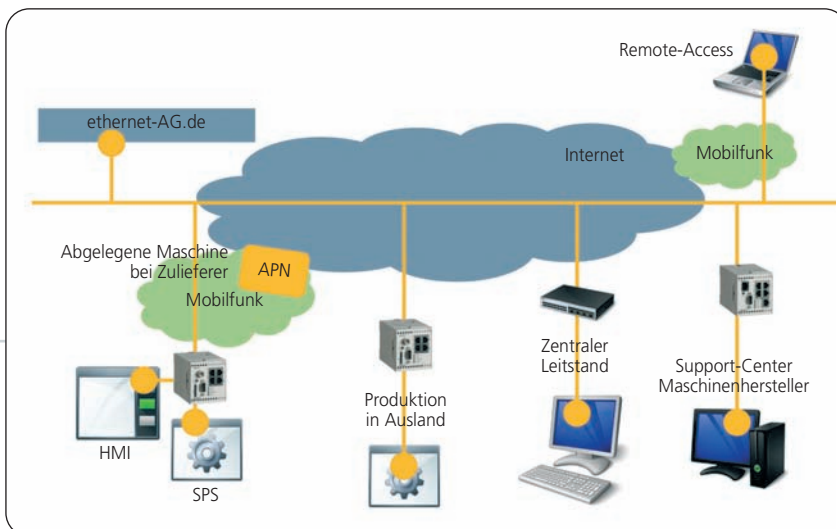 Remote-Access
ethernet-AG.de
Internet
Mobilfunk
Abgelegene Maschine
bei Zulieferer
APN
Mobilfunk
Zentraler
Leitstand
Support-Center
Maschinenhersteller
Produktion
in Ausland
HMI
SPS